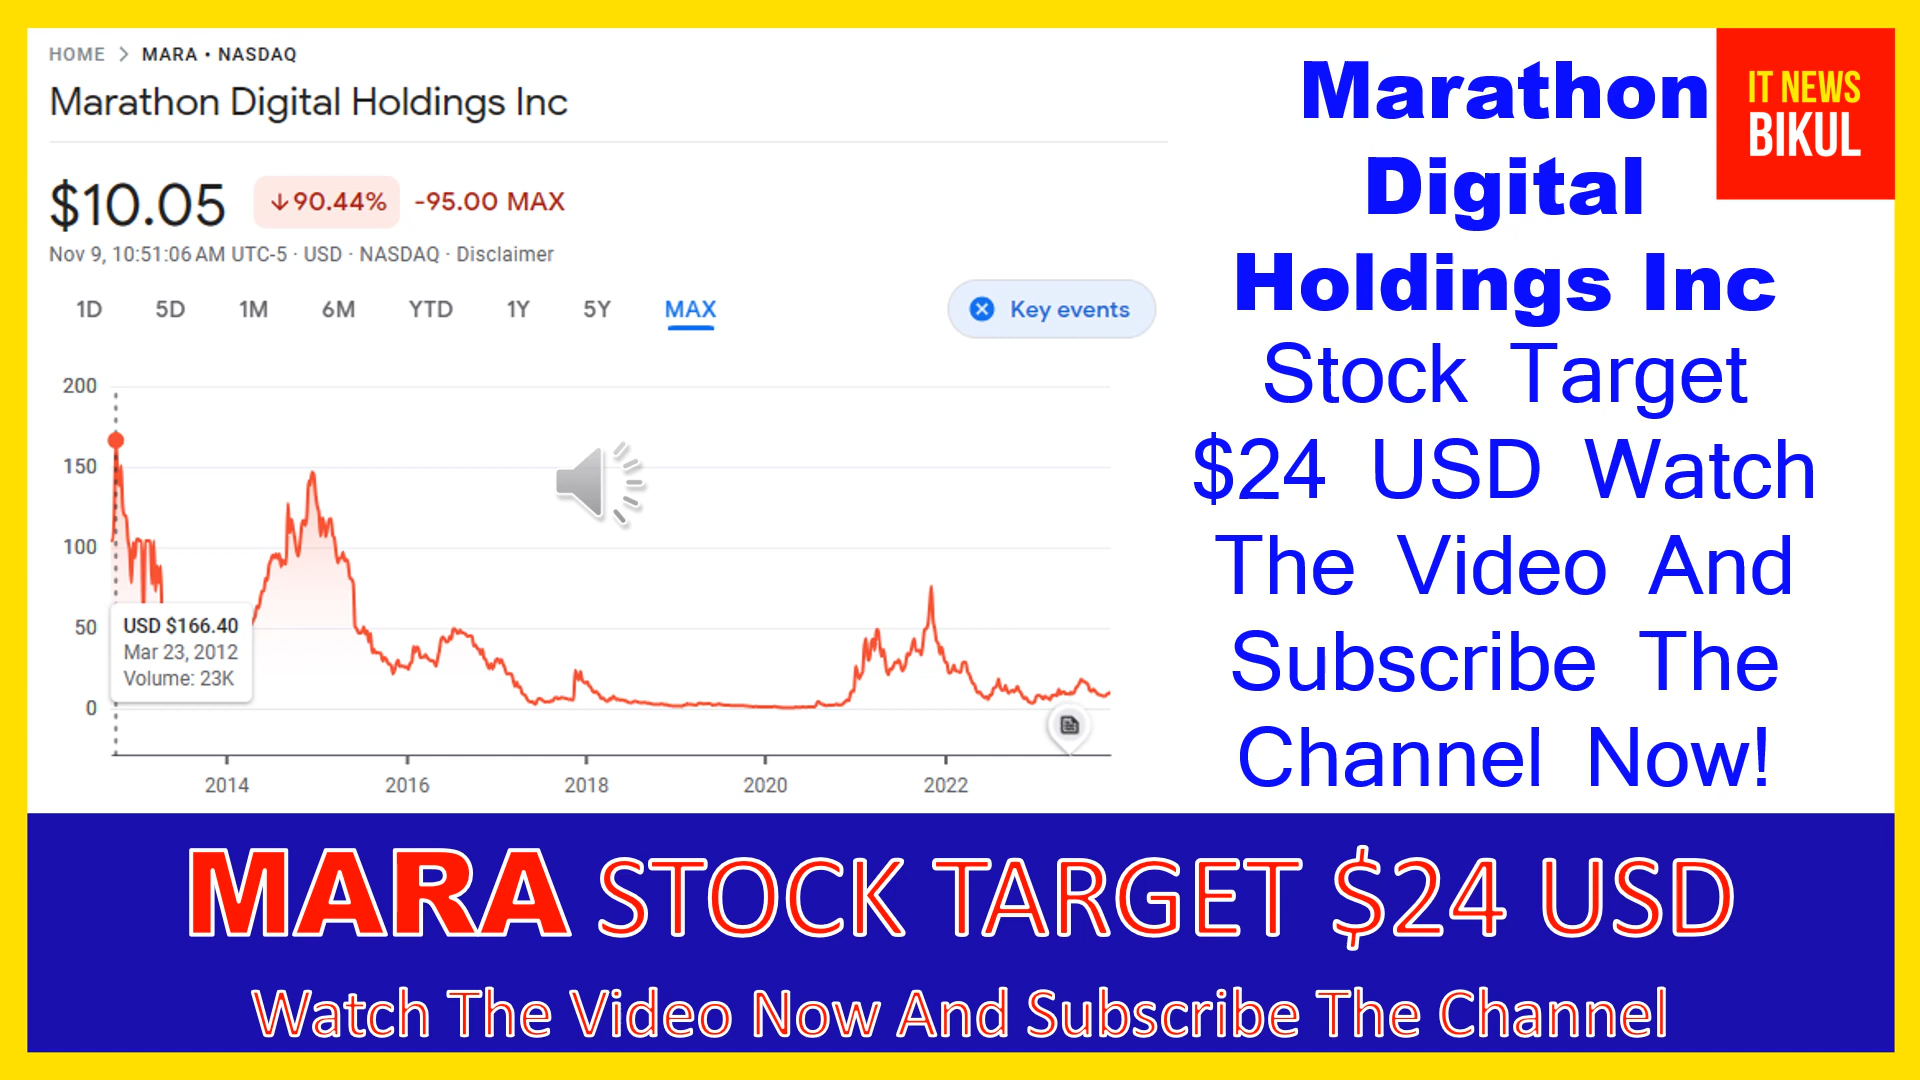 HOME > MARA • NASDAQ
Marathon Digital Holdings Inc
$10.05 ↓90.44% -95.00 MAX
Nov 9, 10:51:06 AM UTC-5 · USD · NASDAQ · Disclaimer
1D 5D 1M 6M YTD 1Y 5Y MAX
Key events
200
150
100
50
0
USD $166.40
Mar 23, 2012
Volume: 23K
2014 2016 2018 2020 2022
Marathon
Digital
Holdings Inc
Stock Target
$24 USD Watch
The Video And
Subscribe The
Channel Now!
IT NEWS
BIKUL
MARA STOCK TARGET $24 USD
Watch The Video Now And Subscribe The Channel